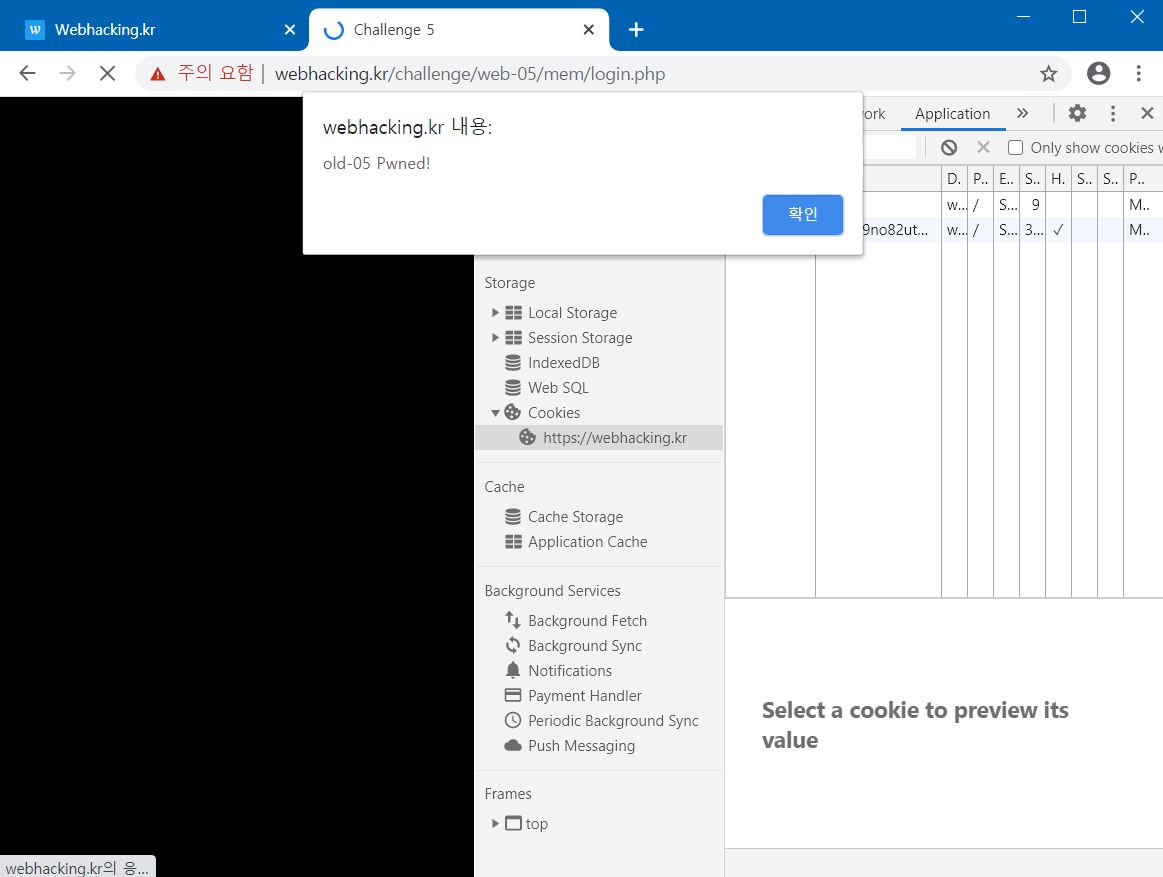 Webhacking.kr
Challenge 5
주의 요함 | webhacking.kr/challenge/web-05/mem/login.php
webhacking.kr 내용:
old-05 Pwned!
확인
ork
Application
Only show cookies w
D. P.. E.. S.. H. S.. S.. P..
w... / S... 9 M..
9no82ut... w... / S... 3... ✓ M..
Storage
Local Storage
Session Storage
IndexedDB
Web SQL
Cookies
https://webhacking.kr
Cache
Cache Storage
Application Cache
Background Services
Background Fetch
Background Sync
Notifications
Payment Handler
Periodic Background Sync
Push Messaging
Frames
top
Select a cookie to preview its
value
webhacking.kr의 응...